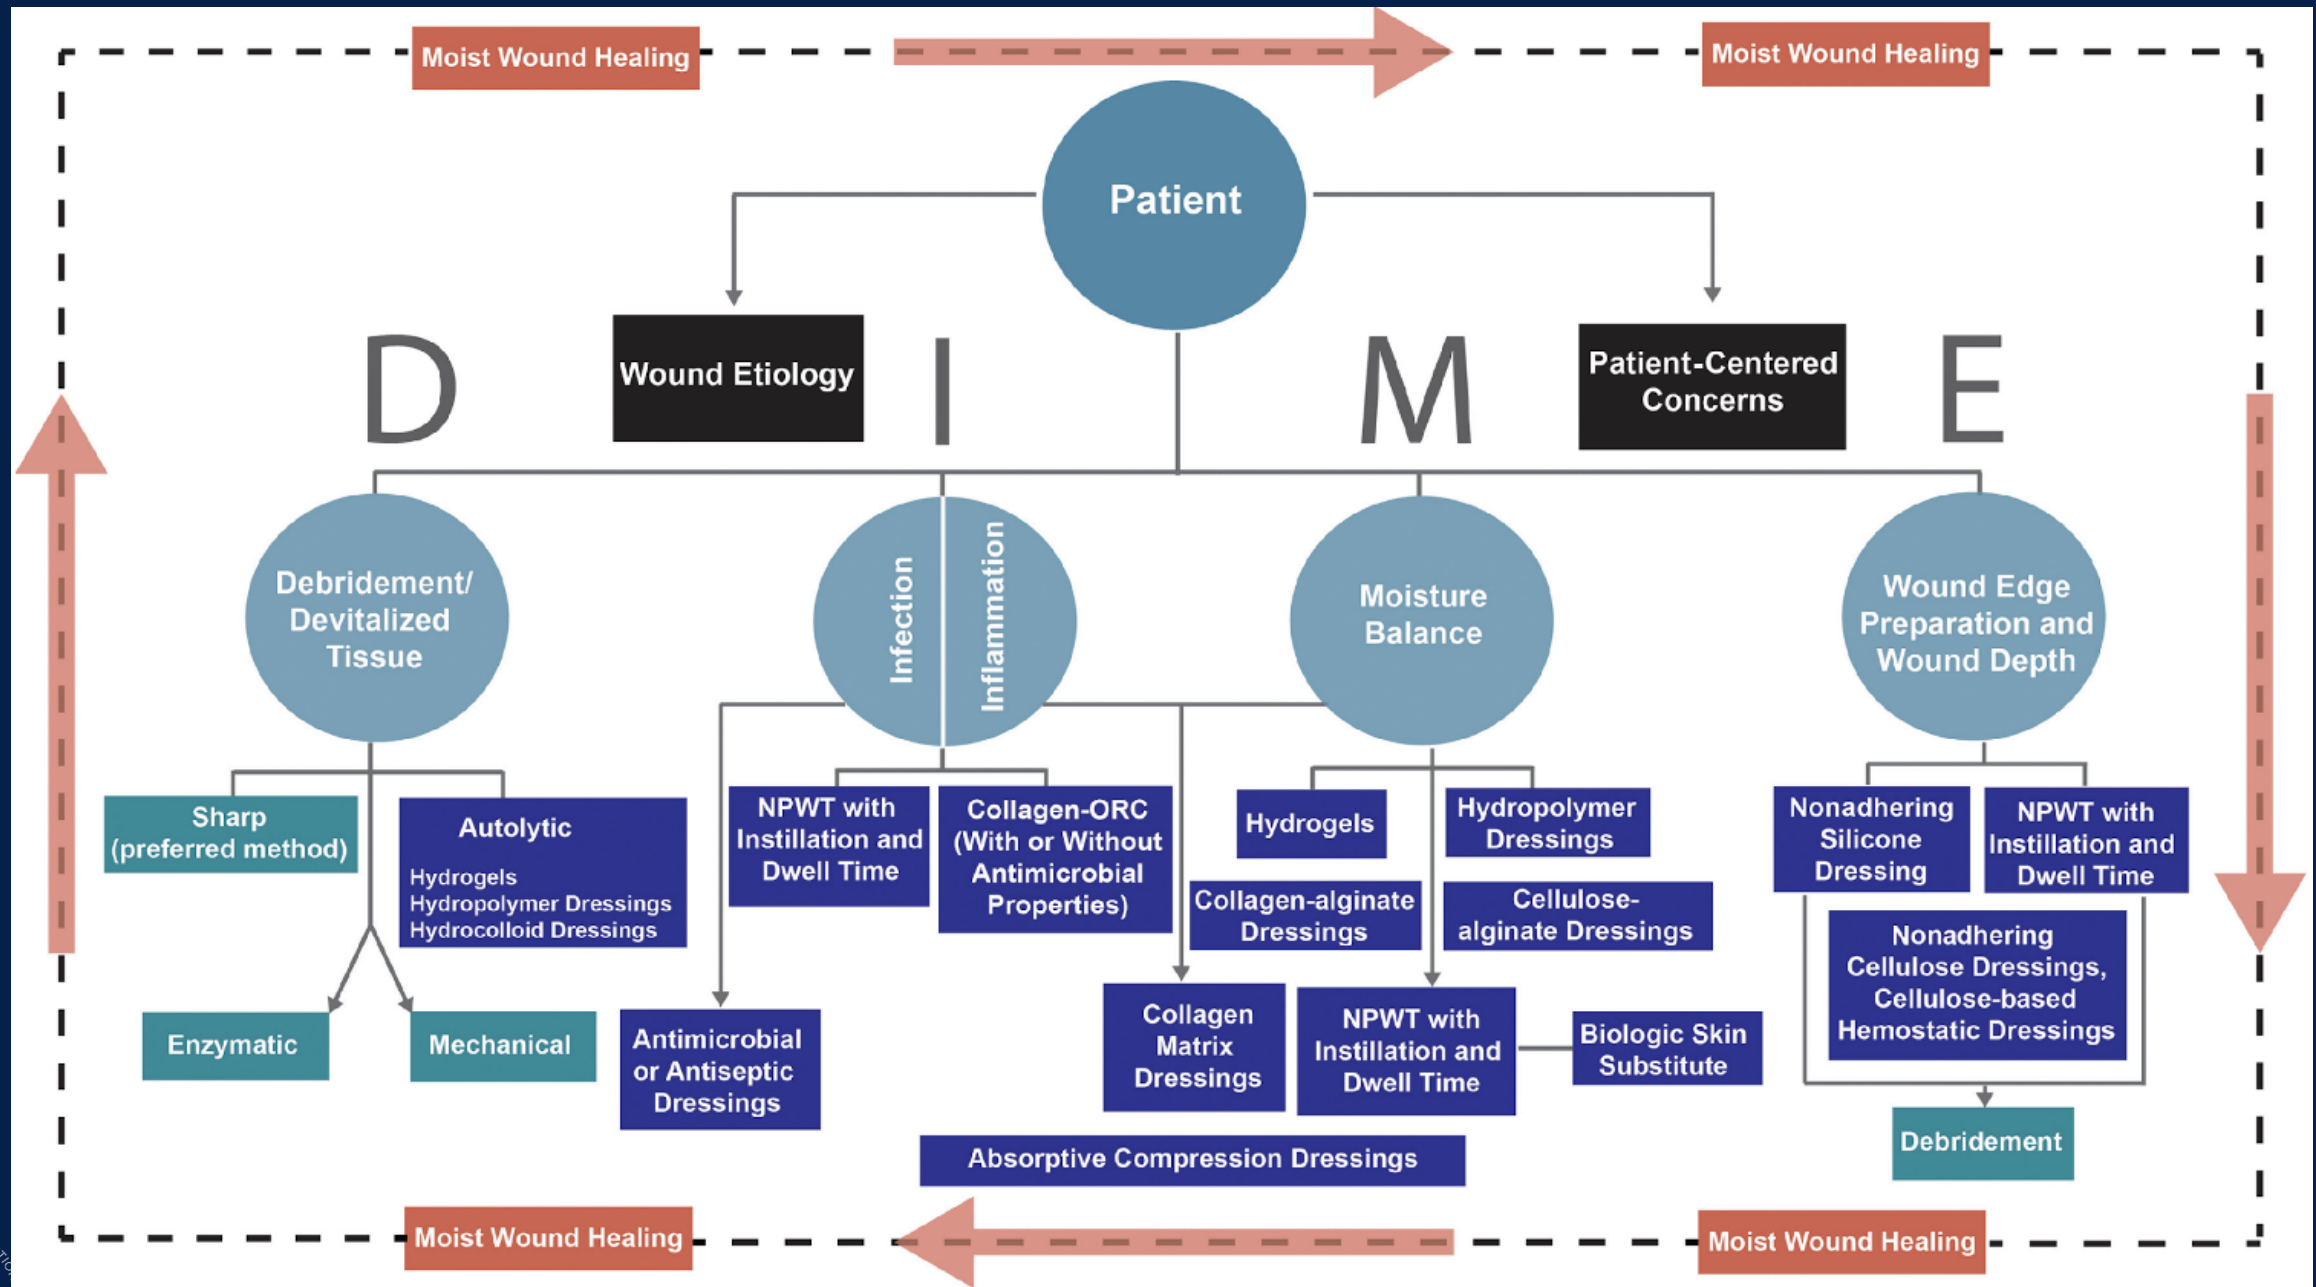 Moist Wound Healing
Moist Wound Healing
Patient
Wound Etiology
Patient-Centered
Concerns
D
I
M
E
Debridement/
Devitalized
Tissue
Infection
Inflammation
Moisture
Balance
Wound Edge
Preparation and
Wound Depth
Sharp
(preferred method)
Autolytic
Hydrogels
Hydropolymer Dressings
Hydrocolloid Dressings
Enzymatic
Mechanical
NPWT with
Instillation and
Dwell Time
Collagen-ORC
(With or Without
Antimicrobial
Properties)
Antimicrobial
or Antiseptic
Dressings
Hydrogels
Hydropolymer
Dressings
Collagen-alginate
Dressings
Cellulose-
alginate Dressings
Collagen
Matrix
Dressings
NPWT with
Instillation and
Dwell Time
Biologic Skin
Substitute
Nonadhering
Silicone
Dressing
NPWT with
Instillation and
Dwell Time
Nonadhering
Cellulose Dressings,
Cellulose-based
Hemostatic Dressings
Debridement
Absorptive Compression Dressings
Moist Wound Healing
Moist Wound Healing